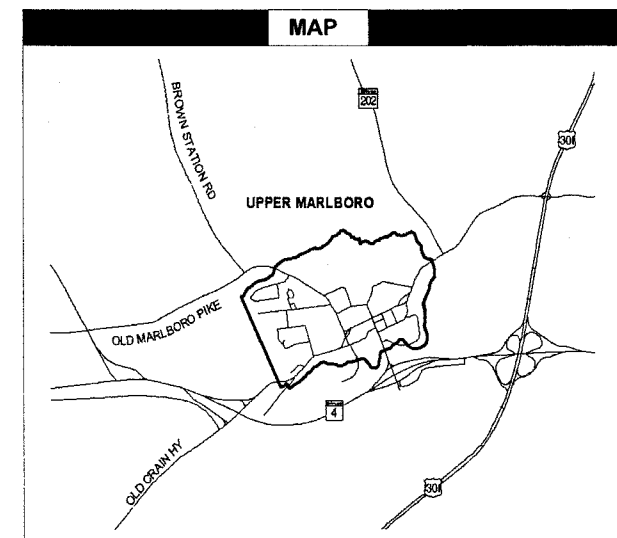 MAP
BROWN STATION RD
202
301
UPPER MARLBORO
OLD MARLBORO PIKE
4
OLD CRAIN HY
301